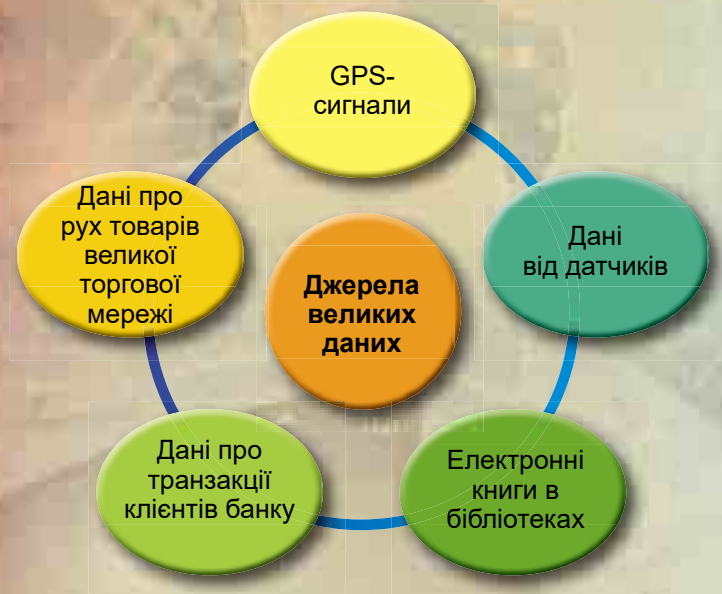 GPS-
сигнали
Дані про
рух товарів
великої
торгової
мережі
Дані
від датчиків
Джерела
великих
даних
Дані про
транзакції
клієнтів банку
Електронні
книги в
бібліотеках